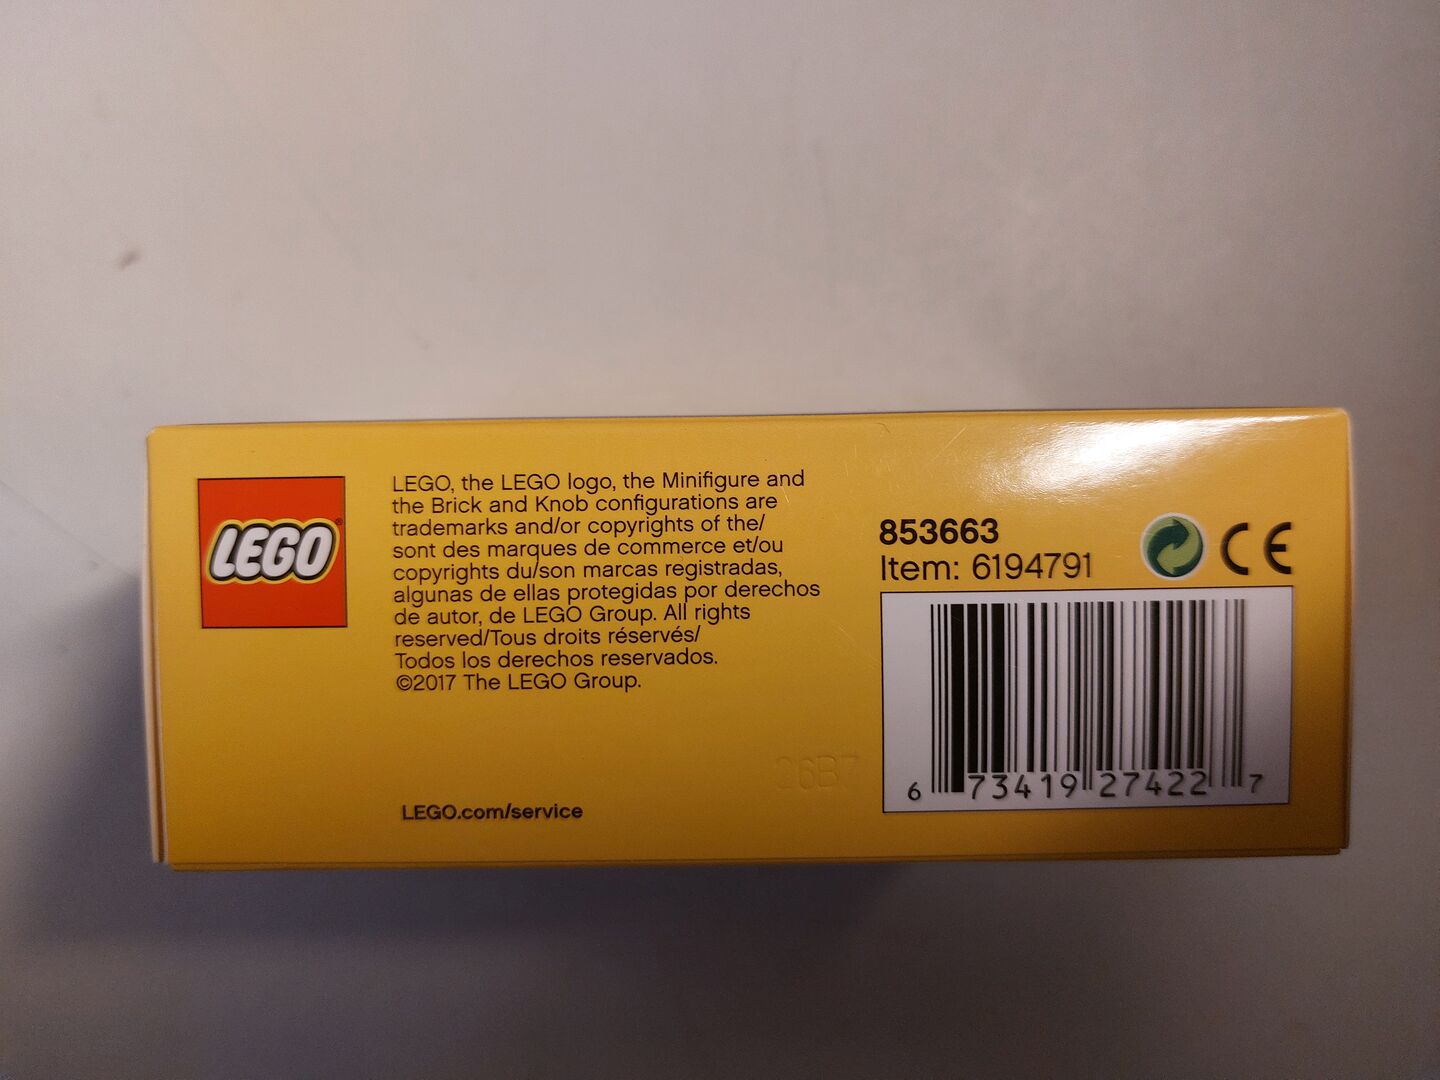 LEGO®
LEGO, the LEGO logo, the Minifigure and
the Brick and Knob configurations are
trademarks and/or copyrights of the/
sont des marques de commerce et/ou
copyrights du/son marcas registradas,
algunas de ellas protegidas por derechos
de autor, de LEGO Group. All rights
reserved/Tous droits réservés/
Todos los derechos reservados.
©2017 The LEGO Group.
LEGO.com/service
853663
Item: 6194791
CE
6 73419 27422 7